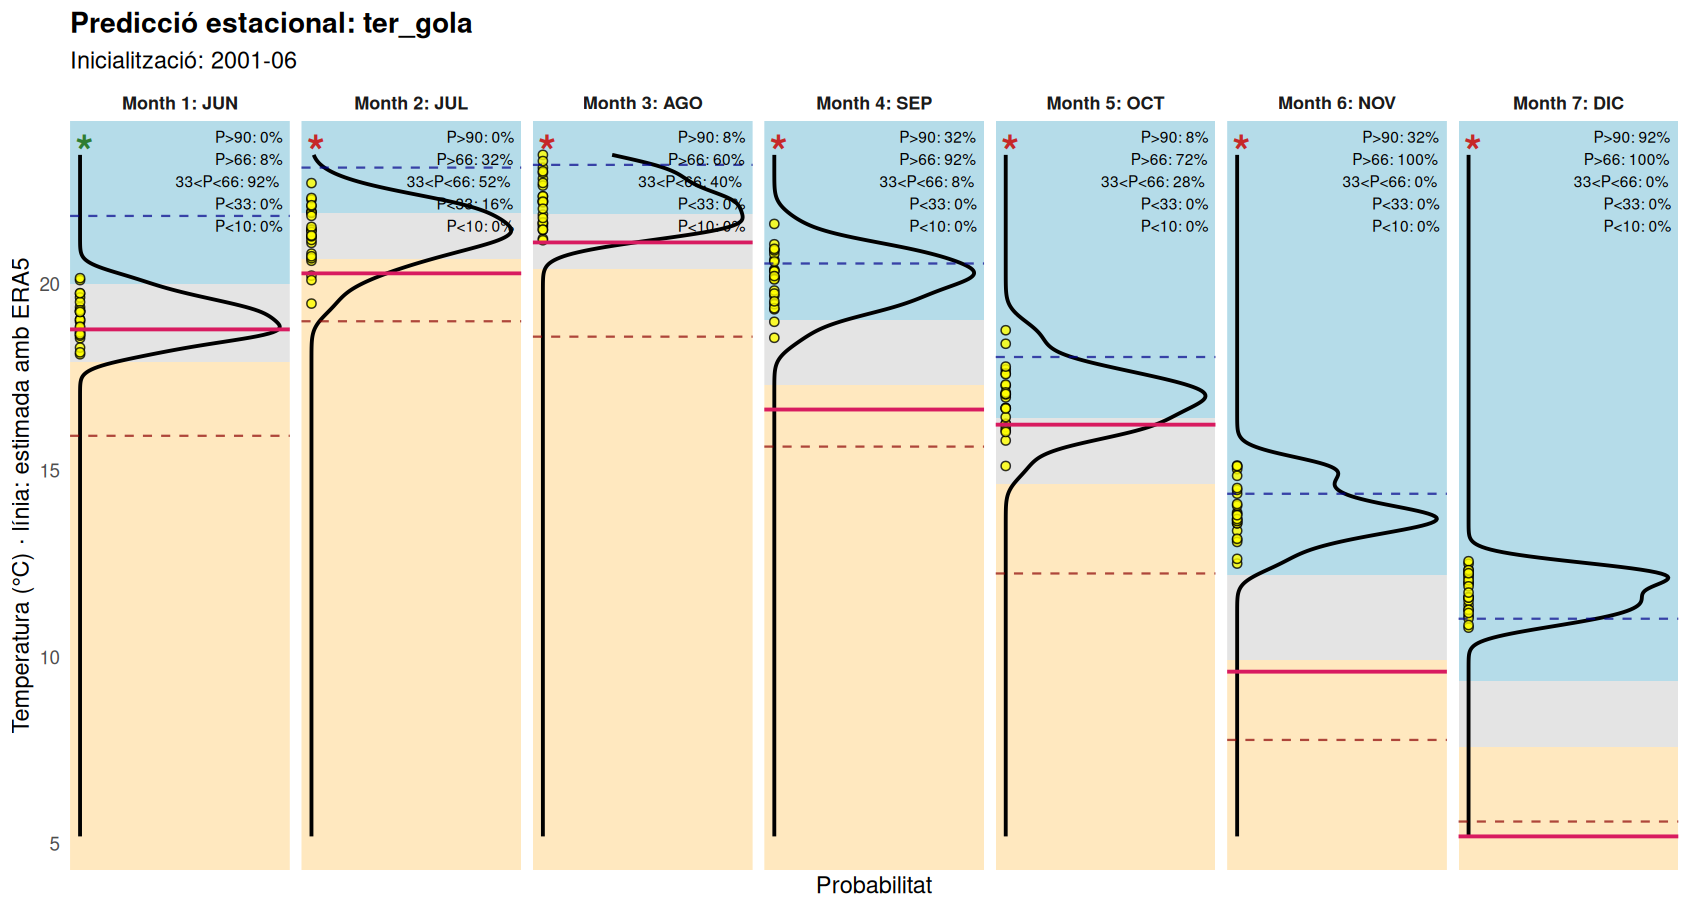 Predicció estacional: ter_gola
Inicialització: 2001-06
Month 1: JUN
Month 2: JUL
Month 3: AGO
Month 4: SEP
Month 5: OCT
Month 6: NOV
Month 7: DIC
*
P>90: 0%
P>66: 8%
33<P<66: 92%
P<33: 0%
P<10: 0%
*
P>90: 0%
P>66: 32%
33<P<66: 52%
P<33: 16%
P<10: 0%
*
P>90: 8%
P>66: 60%
33<P<66: 40%
P<33: 0%
P<10: 0%
*
P>90: 32%
P>66: 92%
33<P<66: 8%
P<33: 0%
P<10: 0%
*
P>90: 8%
P>66: 72%
33<P<66: 28%
P<33: 0%
P<10: 0%
*
P>90: 32%
P>66: 100%
33<P<66: 0%
P<33: 0%
P<10: 0%
*
P>90: 92%
P>66: 100%
33<P<66: 0%
P<33: 0%
P<10: 0%
Temperatura (°C) · línia: estimada amb ERA5
20
15
10
5
Probabilitat